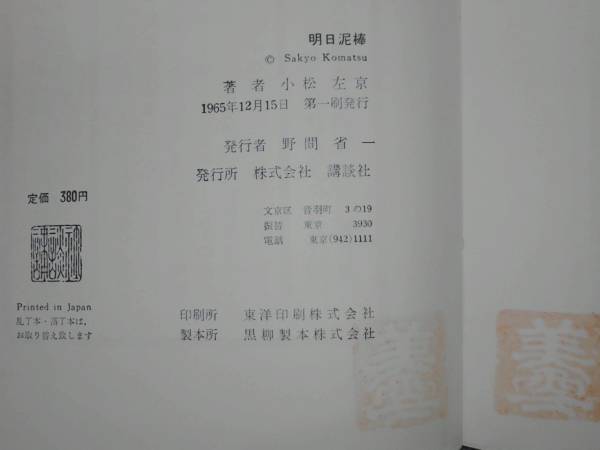 明日泥棒
© Sakyo Komatsu
著者 小松左京
1965年12月15日 第一刷発行
発行者 野間省一
発行所 株式会社 講談社
文京区 音羽町 3の19
振替 東京 3930
電話 東京(942)1111
印刷所 東洋印刷株式会社
製本所 黒柳製本株式会社
定価 380円
Printed in Japan
乱丁本・落丁本は,
お取り替え致します